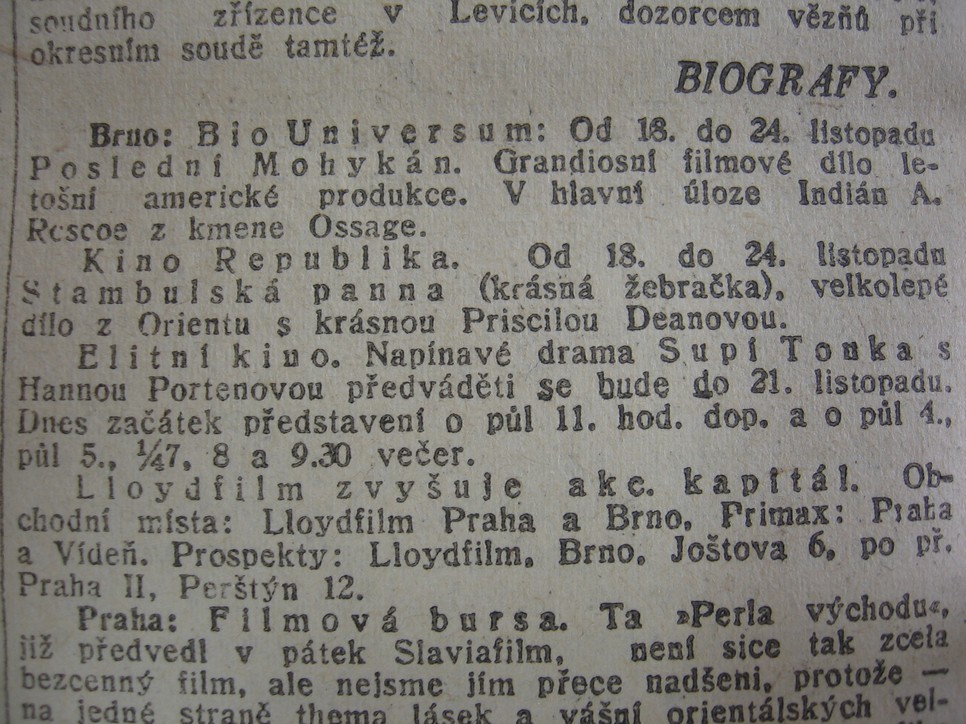 soudního zřízence v Levicích, dozorcem vězňů při
okresním soudě tamtéž.
BIOGRAFY.
Brno: Bio Universum: Od 18. do 24. listopadu
Poslední Mohykán. Grandiosní filmové dílo le-
tošní americké produkce. V hlavní úloze Indián A.
Roscoe z kmene Ossage.
Kino Republika. Od 18. do 24. listopadu
Stambulská panna (krásná žebračka), velkolepé
dílo z Orientu s krásnou Priscilou Deanovou.
Elitní kino. Napínavé drama Supí Tonka s
Hannou Portenovou předváděti se bude do 21. listopadu.
Dnes začátek představení o půl 11. hod. dop. a o půl 4.,
půl 5., ¼7, 8 a 9.30 večer.
Lloydfilm zvyšuje akc. kapitál. Ob-
chodní místa: Lloydfilm Praha a Brno, Primax: Praha
a Vídeň. Prospekty: Lloydfilm, Brno, Joštova 6, po př.
Praha II, Perštýn 12.
Praha: Filmová bursa. Ta »Perla východu«,
již předvedl v pátek Slaviafilm, není sice tak zcela
bezcenný film, ale nejsme jím přece nadšeni, protože —
na jedné straně thema lásek a vášní orientálských vel-